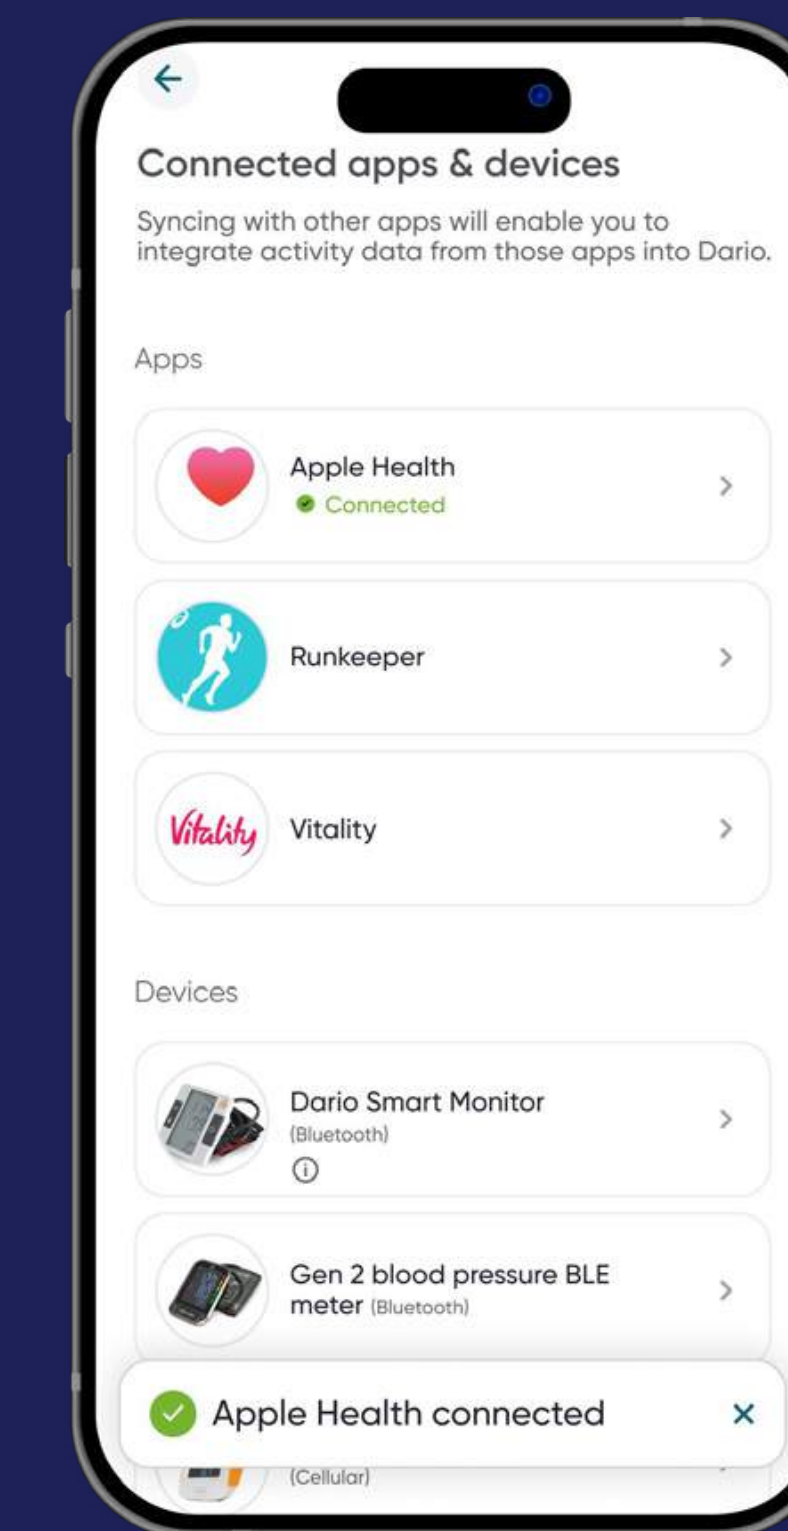 Connected apps & devices
Syncing with other apps will enable you to
integrate activity data from those apps into Dario.
Apps
Apple Health
Connected
Runkeeper
Vitality
Vitality
Devices
Dario Smart Monitor
(Bluetooth)
Gen 2 blood pressure BLE
meter (Bluetooth)
Apple Health connected
(Cellular)